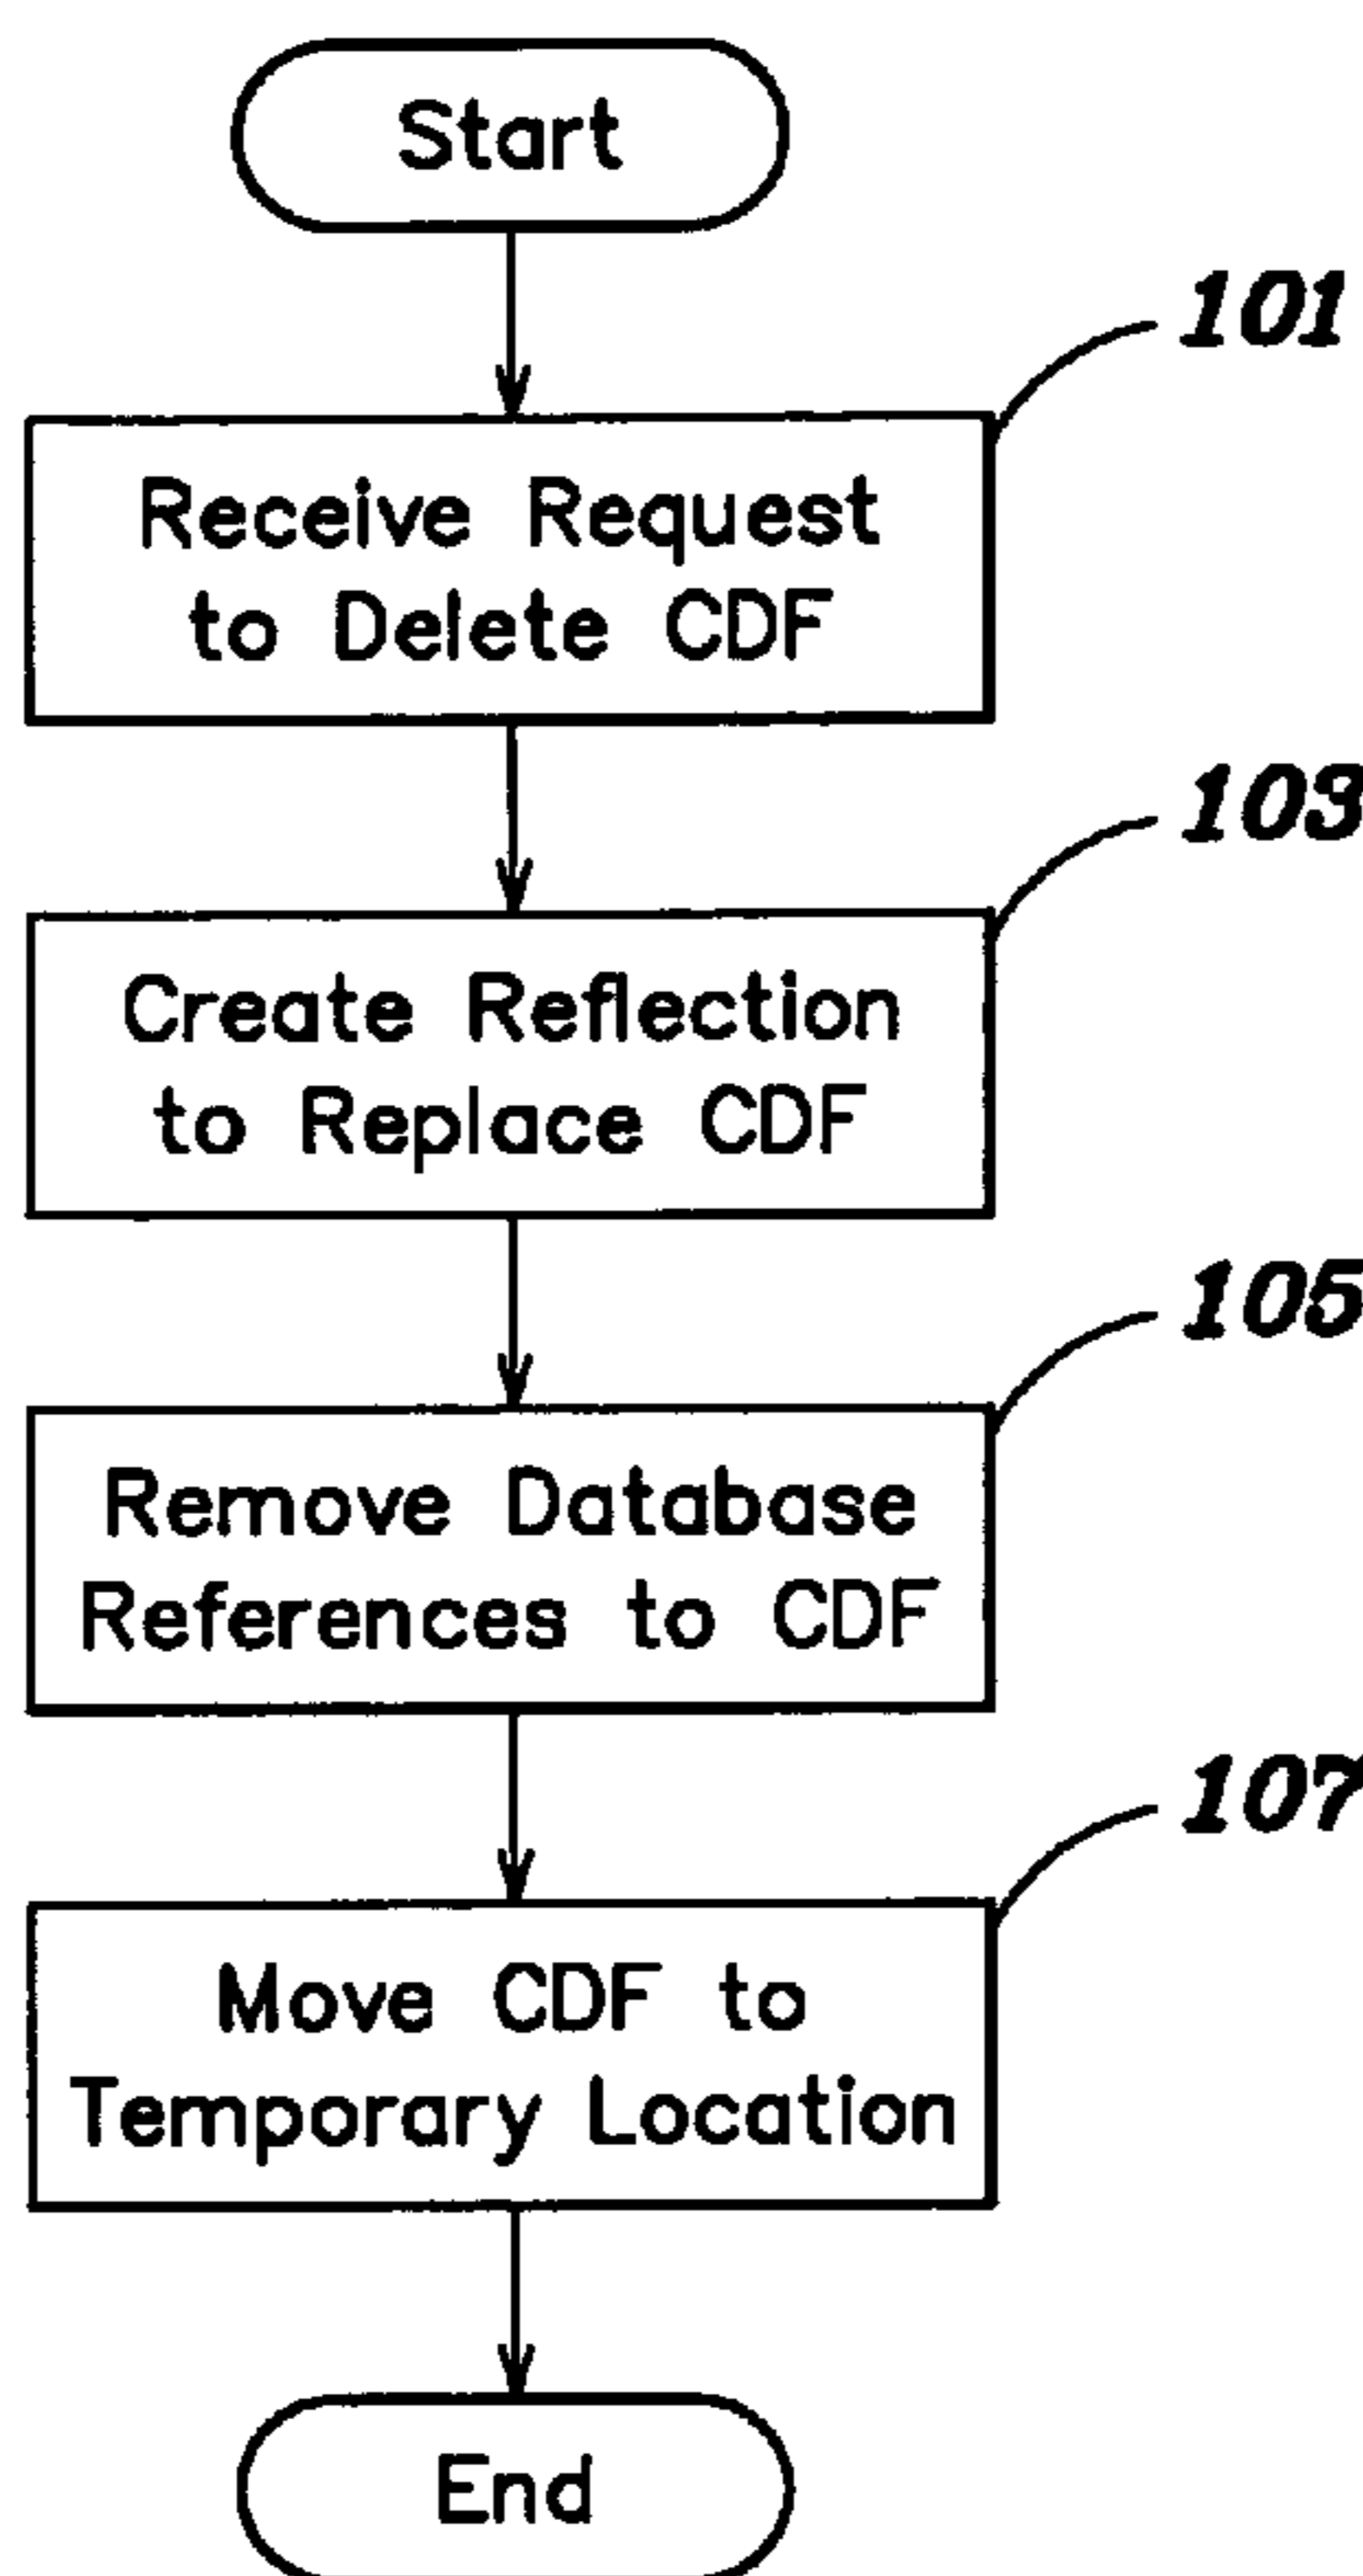 Start
101
Receive Request
to Delete CDF
103
Create Reflection
to Replace CDF
105
Remove Database
References to CDF
107
Move CDF to
Temporary Location
End